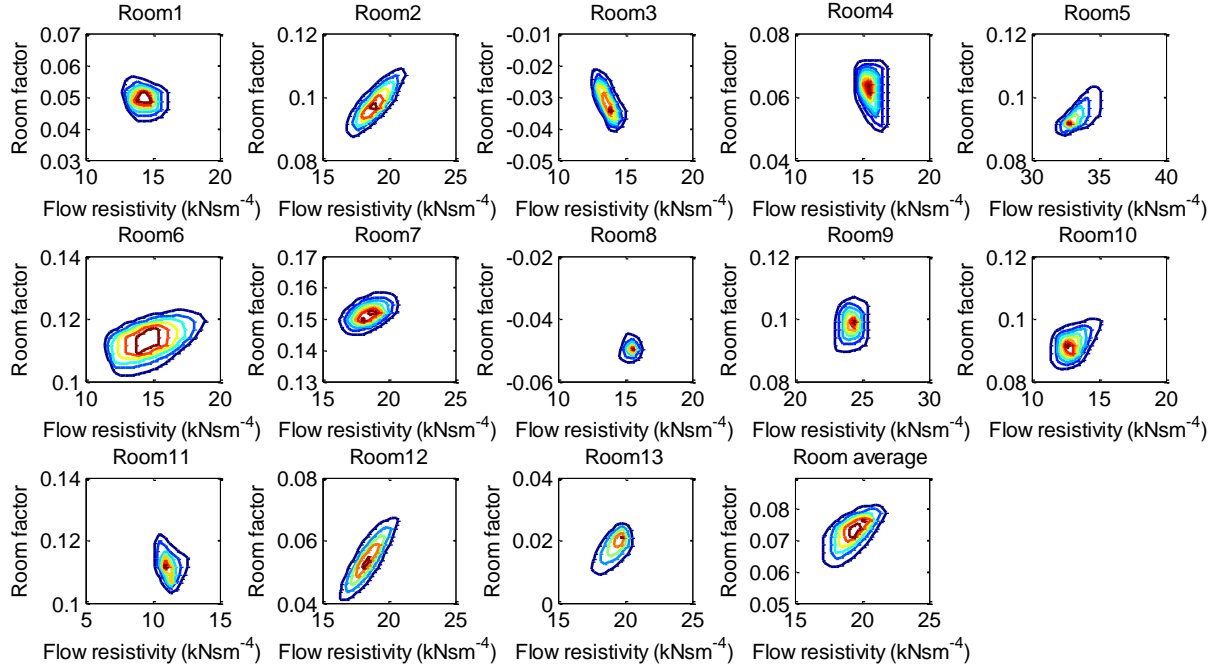 Room1 Room2 Room3 Room4 Room5
0.07 0.12 -0.01 0.08 0.12
0.06 -0.02
0.05 0.1 -0.03 0.06 0.1
0.04 -0.04
0.03 0.08 -0.05 0.04 0.08
Room factor Room factor Room factor Room factor Room factor
10 15 20 15 20 25 10 15 20 10 15 20 30 35 40
Flow resistivity (kNsm-4) Flow resistivity (kNsm-4) Flow resistivity (kNsm-4) Flow resistivity (kNsm-4) Flow resistivity (kNsm-4)
Room6 Room7 Room8 Room9 Room10
0.14 0.17 -0.02 0.12 0.12
0.16
0.12 0.15 -0.04 0.1 0.1
0.14
0.1 0.13 -0.06 0.08 0.08
Room factor Room factor Room factor Room factor Room factor
10 15 20 15 20 25 10 15 20 20 25 30 10 15 20
Flow resistivity (kNsm-4) Flow resistivity (kNsm-4) Flow resistivity (kNsm-4) Flow resistivity (kNsm-4) Flow resistivity (kNsm-4)
Room11 Room12 Room13 Room average
0.14 0.08 0.04 0.09
0.08
0.12 0.06 0.02 0.07
0.06
0.1 0.04 0 0.05
Room factor Room factor Room factor Room factor
5 10 15 15 20 25 15 20 25 15 20 25
Flow resistivity (kNsm-4) Flow resistivity (kNsm-4) Flow resistivity (kNsm-4) Flow resistivity (kNsm-4)